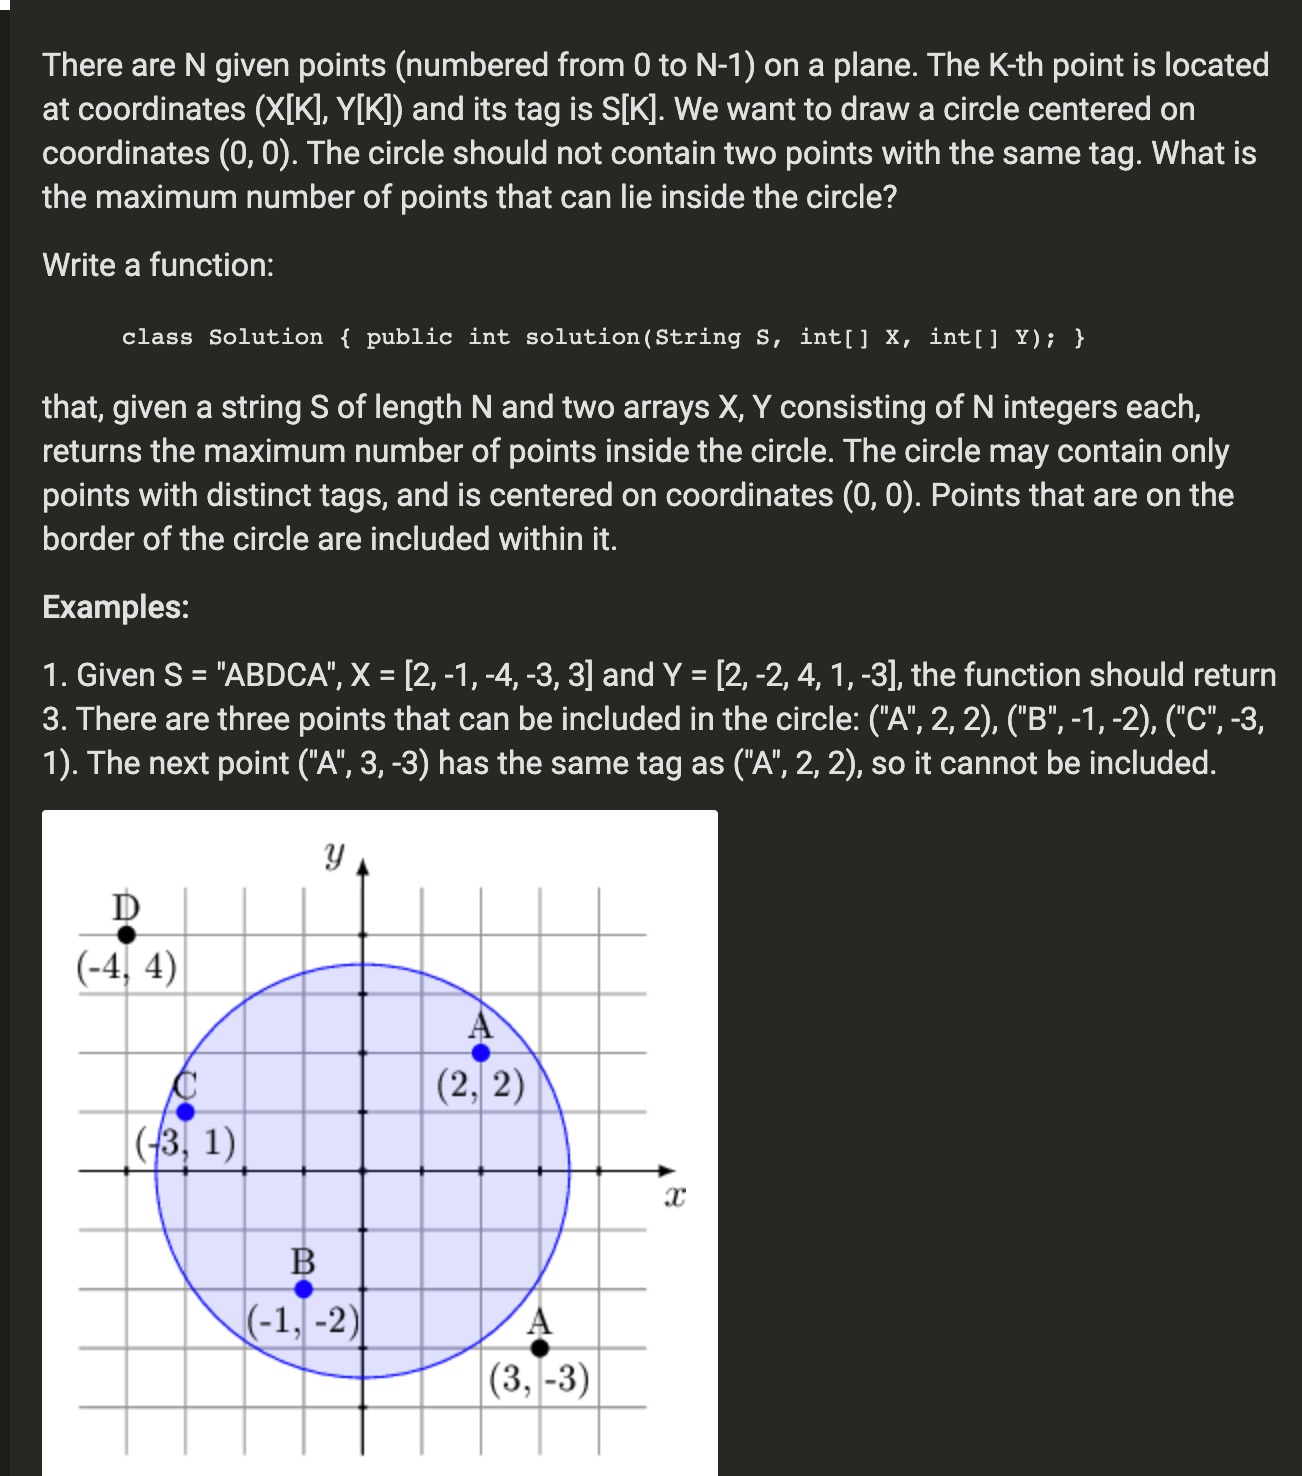 There are N given points (numbered from 0 to N-1) on a plane. The K-th point is located
at coordinates (X[K], Y[K]) and its tag is S[K]. We want to draw a circle centered on
coordinates (0, 0). The circle should not contain two points with the same tag. What is
the maximum number of points that can lie inside the circle?
Write a function:
class Solution { public int solution(String S, int[] X, int[] Y); }
that, given a string S of length N and two arrays X, Y consisting of N integers each,
returns the maximum number of points inside the circle. The circle may contain only
points with distinct tags, and is centered on coordinates (0, 0). Points that are on the
border of the circle are included within it.
Examples:
1. Given S = "ABDCA", X = [2, -1, -4, -3, 3] and Y = [2, -2, 4, 1, -3], the function should return
3. There are three points that can be included in the circle: ("A", 2, 2), ("B", -1, -2), ("C", -3,
1). The next point ("A", 3, -3) has the same tag as ("A", 2, 2), so it cannot be included.
y
D
(-4, 4)
A
(2, 2)
C
(-3, 1)
x
B
(-1, -2)
A
(3, -3)